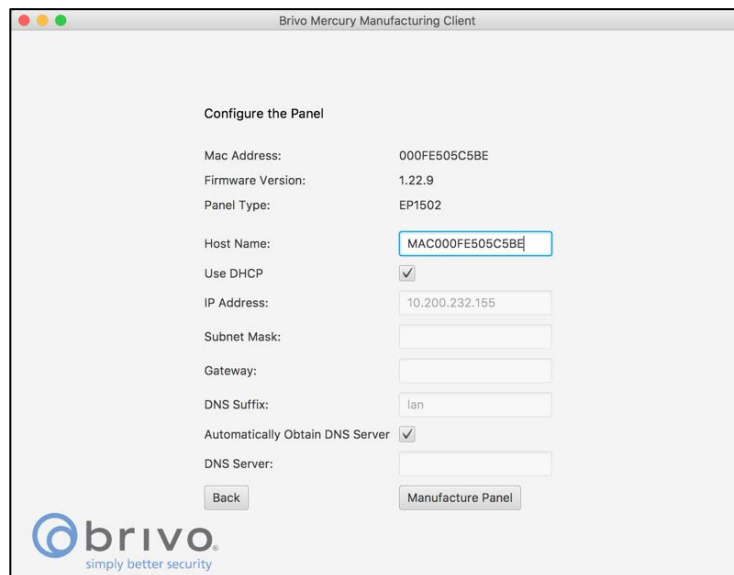 Brivo Mercury Manufacturing Client
Configure the Panel
Mac Address: 000FE505C5BE
Firmware Version: 1.22.9
Panel Type: EP1502
Host Name: MAC000FE505C5BE
Use DHCP
IP Address: 10.200.232.155
Subnet Mask:
Gateway:
DNS Suffix: lan
Automatically Obtain DNS Server
DNS Server:
Back Manufacture Panel
brivo
simply better security